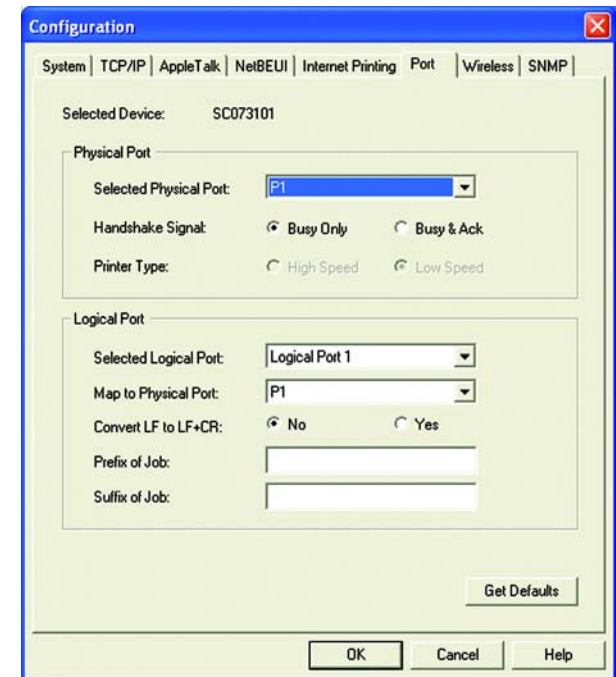 Configuration
System TCP/IP AppleTalk NetBEUI Internet Printing Port Wireless SNMP
Selected Device: SC073101
Physical Port
Selected Physical Port: P1
Handshake Signal: Busy Only Busy & Ack
Printer Type: High Speed Low Speed
Logical Port
Selected Logical Port: Logical Port 1
Map to Physical Port: P1
Convert LF to LF+CR: No Yes
Prefix of Job:
Suffix of Job:
Get Defaults
OK Cancel Help